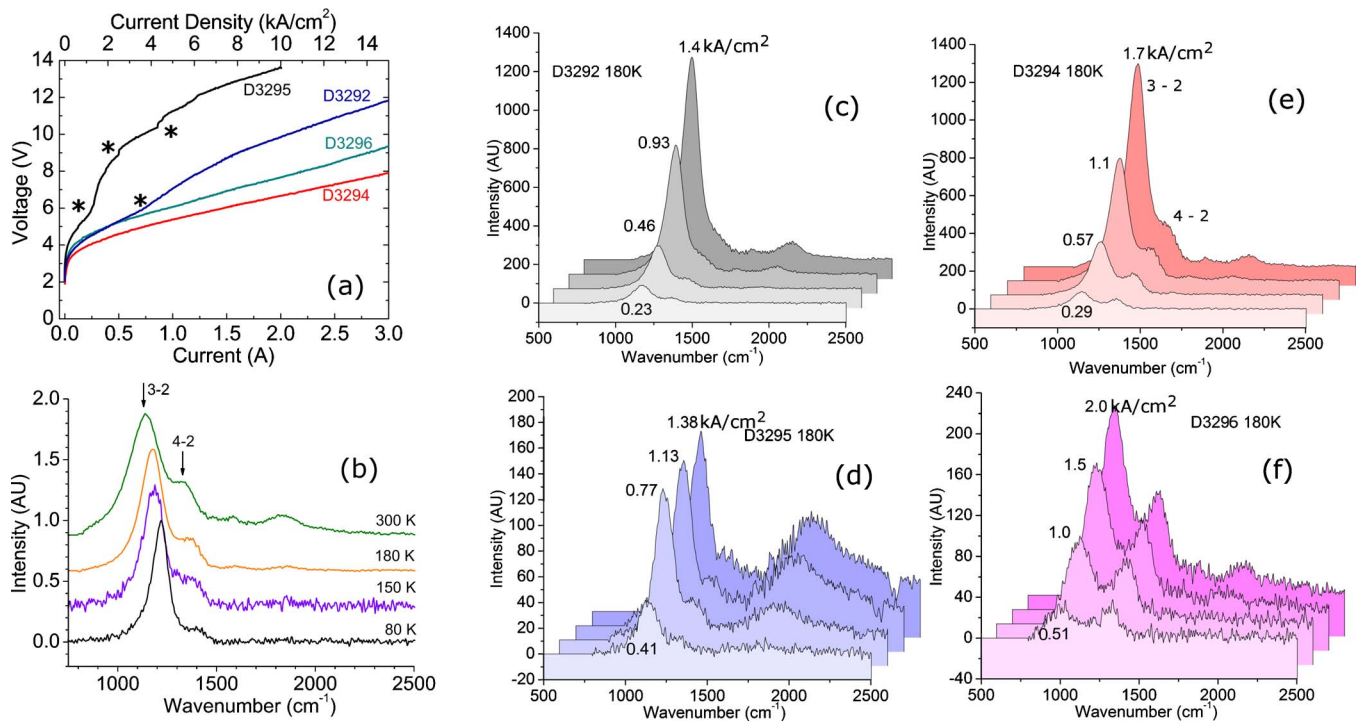 Current Density (kA/cm²)
0 2 4 6 8 10 12 14
14
12
10
8
6
4
2
0
Voltage (V)
D3295
D3292
D3296
D3294
*
*
*
*
(a)
0.0 0.5 1.0 1.5 2.0 2.5 3.0
Current (A)
2.0
1.5
1.0
0.5
0.0
Intensity (AU)
3-2
4-2
(b)
300 K
180 K
150 K
80 K
1000 1500 2000 2500
Wavenumber (cm⁻¹)
1400
1200
1000
800
600
400
200
0
Intensity (AU)
1.4 kA/cm²
D3292 180K
(c)
0.93
0.46
0.23
500 1000 1500 2000 2500
Wavenumber (cm⁻¹)
200
180
160
140
120
100
80
60
40
20
0
-20
Intensity (AU)
1.38 kA/cm²
D3295 180K
1.13
0.77
(d)
0.41
500 1000 1500 2000 2500
Wavenumber (cm⁻¹)
1400
1200
1000
800
600
400
200
0
Intensity (AU)
1.7 kA/cm²
D3294 180K
3 - 2
(e)
1.1
4 - 2
0.57
0.29
500 1000 1500 2000 2500
Wavenumber (cm⁻¹)
240
200
160
120
80
40
0
-40
Intensity (AU)
2.0 kA/cm²
D3296 180K
1.5
(f)
1.0
0.51
500 1000 1500 2000 2500
Wavenumber (cm⁻¹)